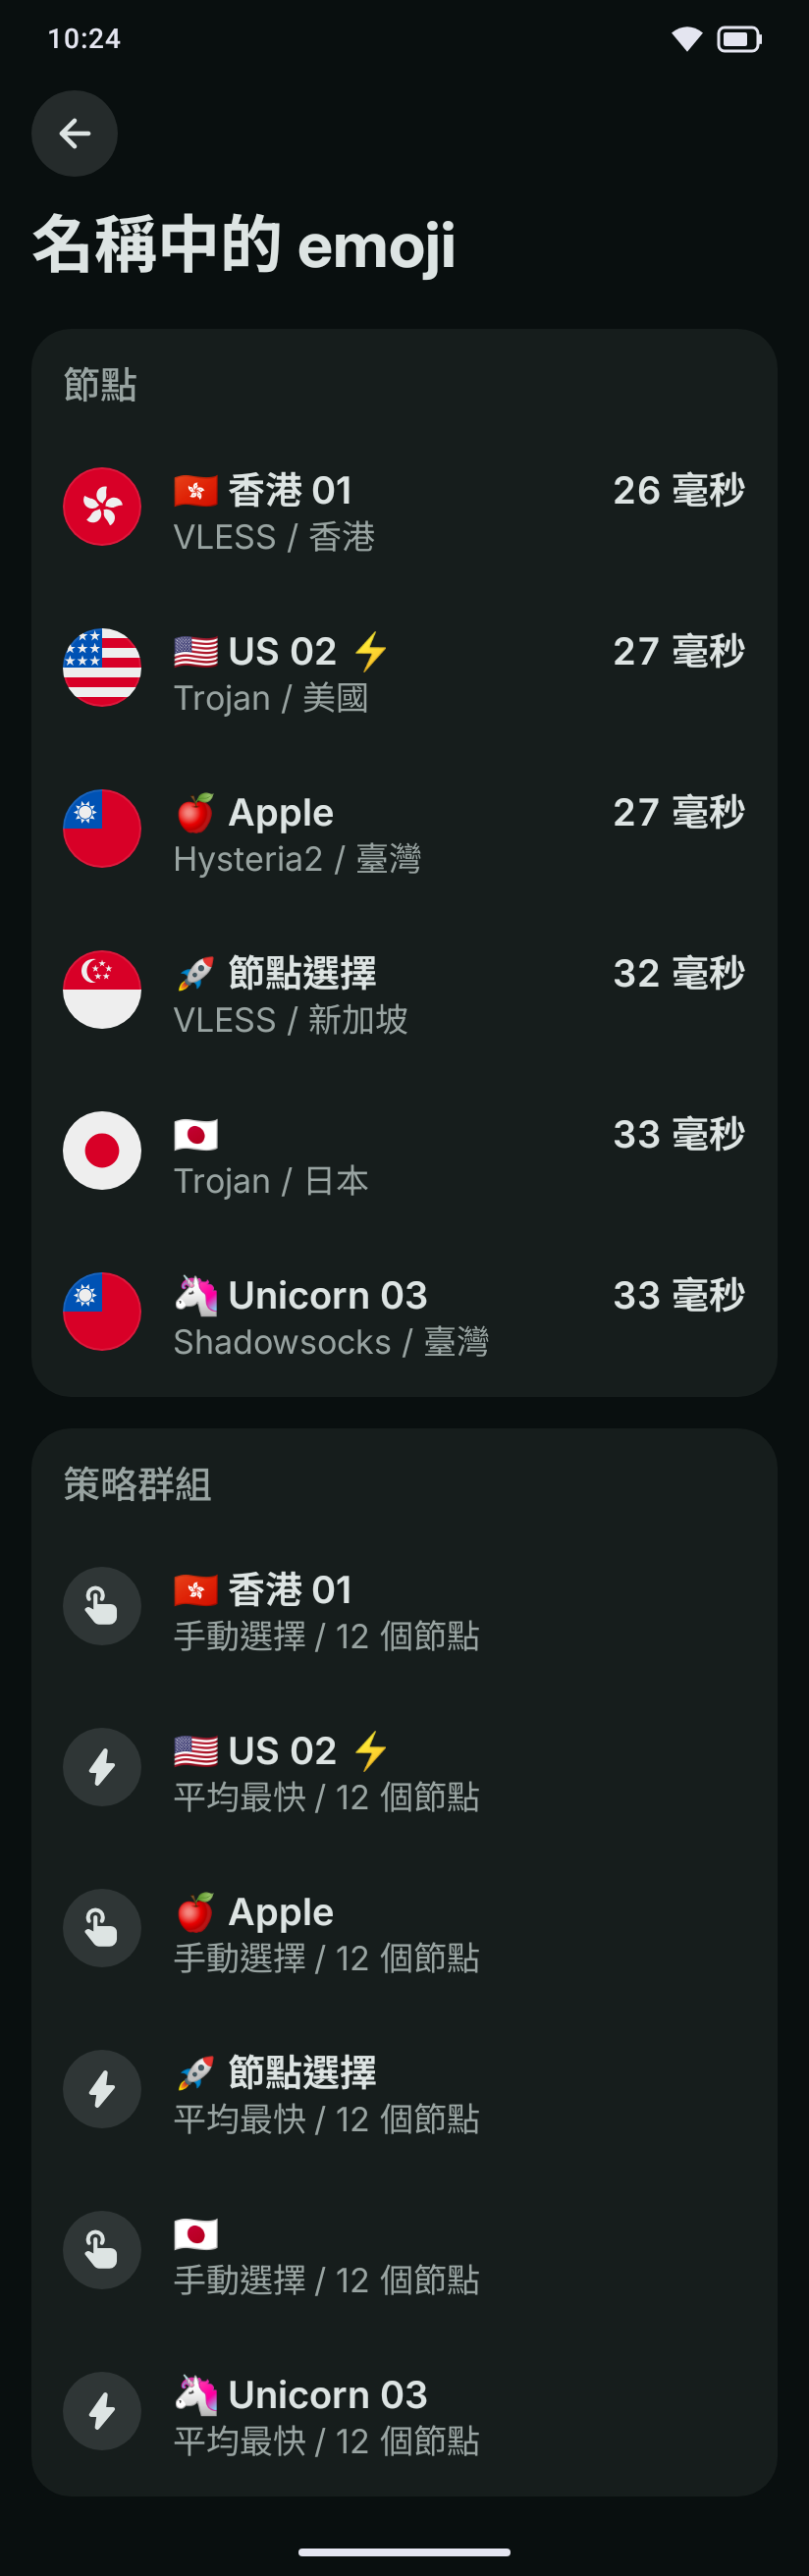 10:24
名稱中的 emoji
節點
🇭🇰 香港 01
26 毫秒
VLESS / 香港
🇺🇸 US 02 ⚡
27 毫秒
Trojan / 美國
🍎 Apple
27 毫秒
Hysteria2 / 臺灣
🚀 節點選擇
32 毫秒
VLESS / 新加坡
🇯🇵
33 毫秒
Trojan / 日本
🦄 Unicorn 03
33 毫秒
Shadowsocks / 臺灣
策略群組
🇭🇰 香港 01
手動選擇 / 12 個節點
🇺🇸 US 02 ⚡
平均最快 / 12 個節點
🍎 Apple
手動選擇 / 12 個節點
🚀 節點選擇
平均最快 / 12 個節點
🇯🇵
手動選擇 / 12 個節點
🦄 Unicorn 03
平均最快 / 12 個節點